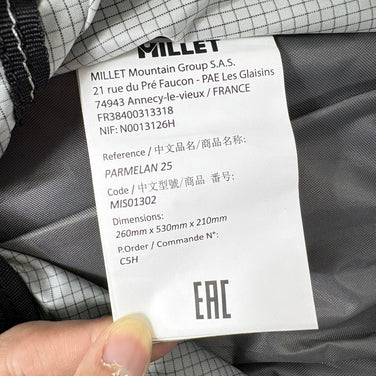 MILLET
MILLET Mountain Group S.A.S.
21 rue du Pré Faucon - PAE Les Glaisins
74943 Annecy-le-vieux / FRANCE
FR38400313318
NIF: N0013126H
Reference / 中文品名/商品名称:
PARMELAN 25
Code / 中文型號/商品 番号:
MIS01302
Dimensions:
260mm x 530mm x 210mm
P.Order / Commande N°:
C5H
EAC